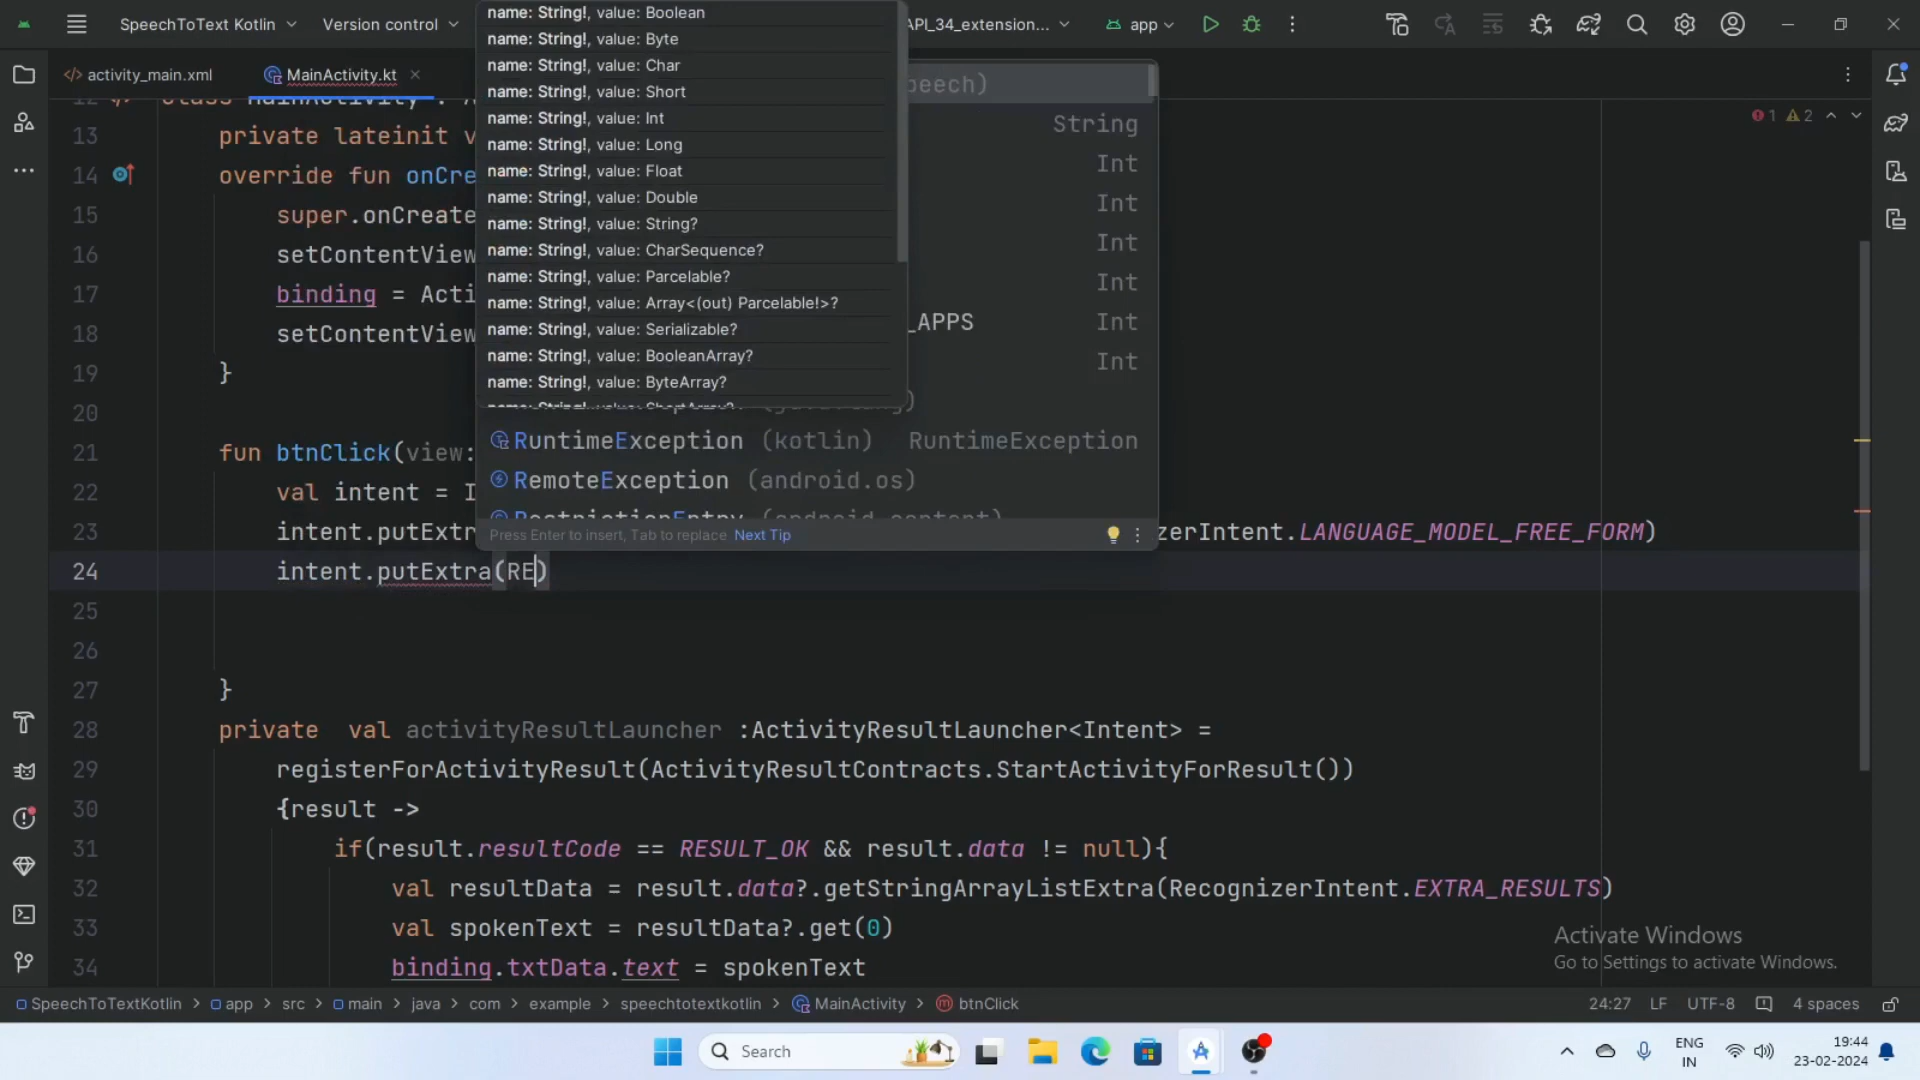 SpeechToText Kotlin
Version control
API_34_extension...
app
activity_main.xml
MainActivity.kt
name: String!, value: Boolean
name: String!, value: Byte
name: String!, value: Char
name: String!, value: Short
name: String!, value: Int
name: String!, value: Long
name: String!, value: Float
name: String!, value: Double
name: String!, value: String?
name: String!, value: CharSequence?
name: String!, value: Parcelable?
name: String!, value: Array<(out) Parcelable!>?
name: String!, value: Serializable?
name: String!, value: BooleanArray?
name: String!, value: ByteArray?
name: String!, value: ShortArray?
peech)
String
Int
Int
Int
Int
_APPS Int
Int
RuntimeException (kotlin) RuntimeException
RemoteException (android.os)
RestrictionEntry (android.content)
Press Enter to insert, Tab to replace Next Tip
1 2
13 private lateinit v
14 override fun onCre
15 super.onCreate
16 setContentView
17 binding = Acti
18 setContentView
19 }
20
21 fun btnClick(view:
22 val intent = I
23 intent.putExtr zerIntent.LANGUAGE_MODEL_FREE_FORM)
24 intent.putExtra(RE)
25
26
27 }
28 private val activityResultLauncher :ActivityResultLauncher<Intent> =
29 registerForActivityResult(ActivityResultContracts.StartActivityForResult())
30 {result ->
31 if(result.resultCode == RESULT_OK && result.data != null){
32 val resultData = result.data?.getStringArrayListExtra(RecognizerIntent.EXTRA_RESULTS)
33 val spokenText = resultData?.get(0)
34 binding.txtData.text = spokenText
Activate Windows
Go to Settings to activate Windows.
SpeechToTextKotlin > app > src > main > java > com > example > speechtotextkotlin > MainActivity > btnClick
24:27 LF UTF-8 4 spaces
Search
ENG
IN
19:44
23-02-2024